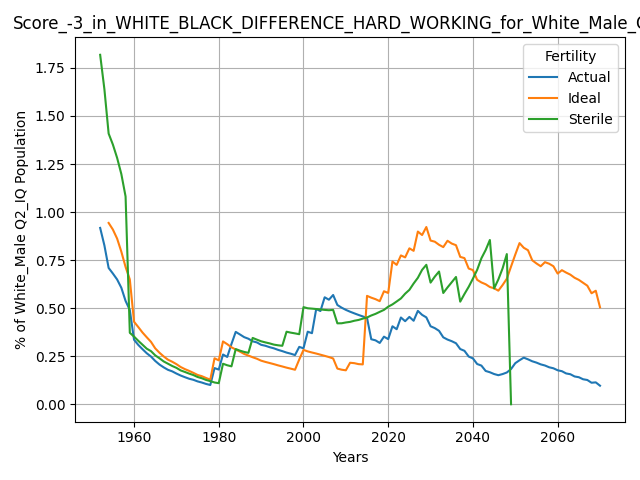 Score_-3_in_WHITE_BLACK_DIFFERENCE_HARD_WORKING_for_White_Male_
Fertility
Actual
Ideal
Sterile
% of White_Male Q2_IQ Population
1.75
1.50
1.25
1.00
0.75
0.50
0.25
0.00
1960
1980
2000
2020
2040
2060
Years